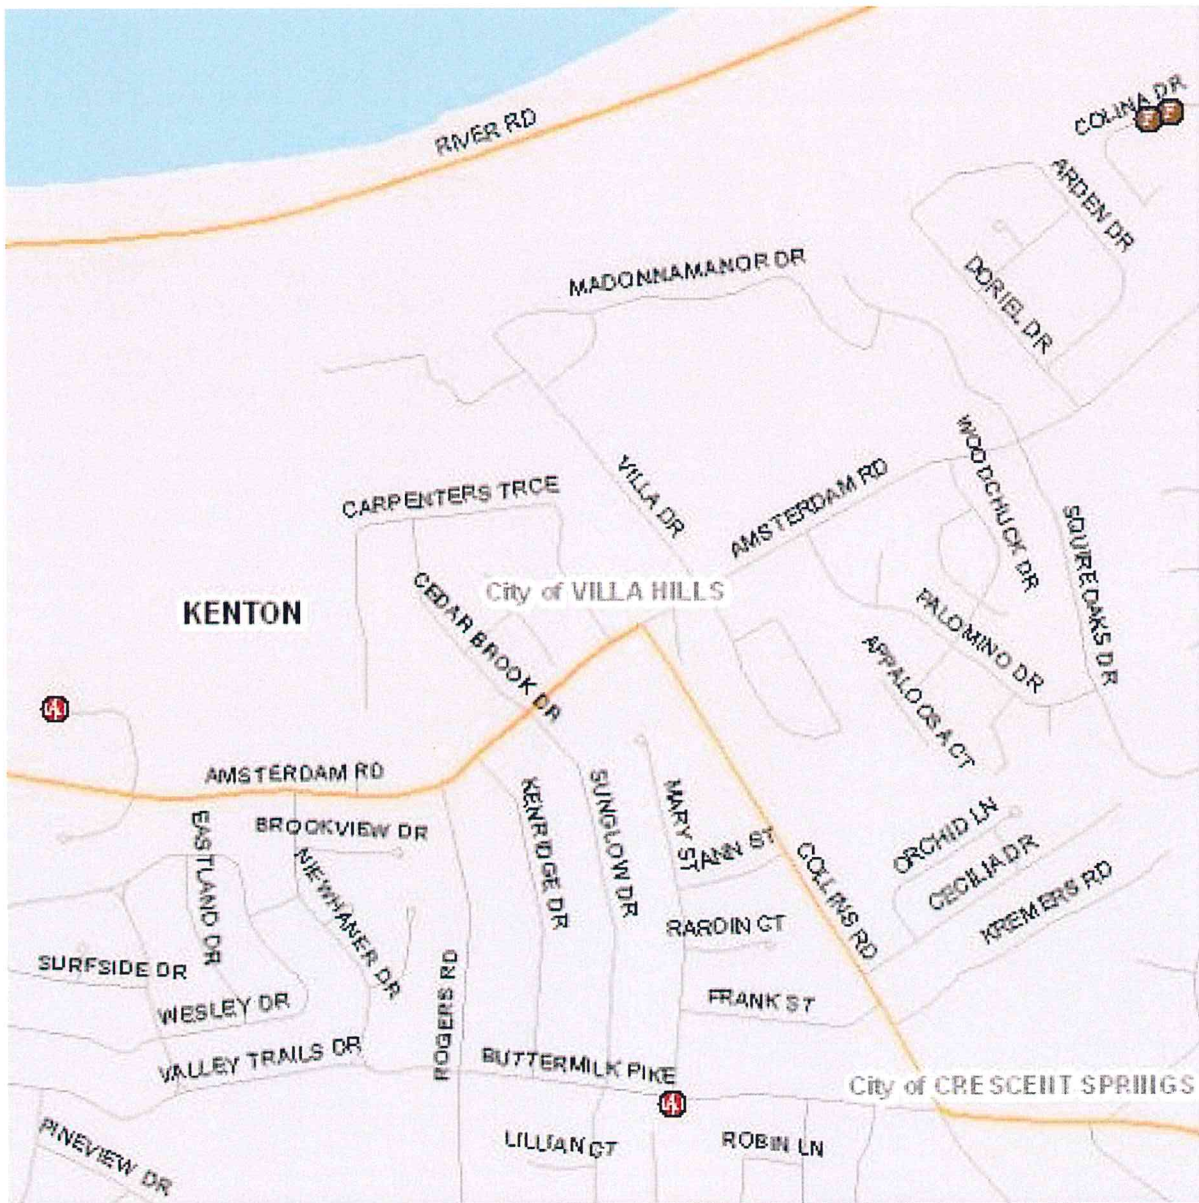 COLINA DR
F F
RIVER RD
ARDEN DR
MADONNAMANOR DR
DORIEL DR
WOODCHUCK DR
VILLA DR
AMSTERDAM RD
CARPENTERS TRCE
SQUIREOAKS DR
CEDARBROOK DR
City of VILLA HILLS
KENTON
PALOMINO DR
APPALOOSA CT
A
AMSTERDAM RD
KENRIDGE DR
SUNGLOW DR
MARY ST
EASTLAND DR
BROOKVIEW DR
ANN ST
COLLINS RD
ORCHID LN
CECILIA DR
NIEWHANER DR
KREMERS RD
RARDIN CT
SURFSIDE DR
ROGERS RD
WESLEY DR
FRANK ST
VALLEY TRAILS DR
BUTTERMILK PIKE
City of CRESCENT SPRINGS
A
PINEVIEW DR
LILLIAN CT
ROBIN LN